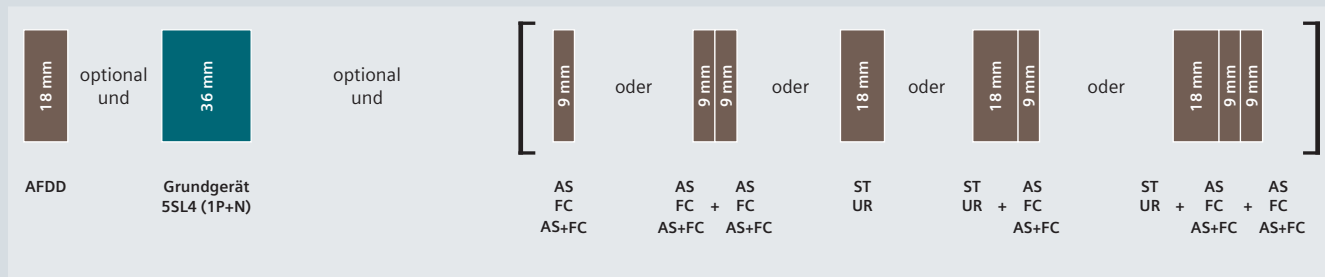 18 mm
optional
und
36 mm
optional
und
9 mm
oder
9 mm
9 mm
oder
18 mm
oder
18 mm
9 mm
oder
18 mm
9 mm
9 mm
AFDD
Grundgerät
5SL4 (1P+N)
AS
FC
AS+FC
AS AS
FC + FC
AS+FC AS+FC
ST
UR
ST AS
UR + FC
AS+FC
ST AS AS
UR + FC + FC
AS+FC AS+FC